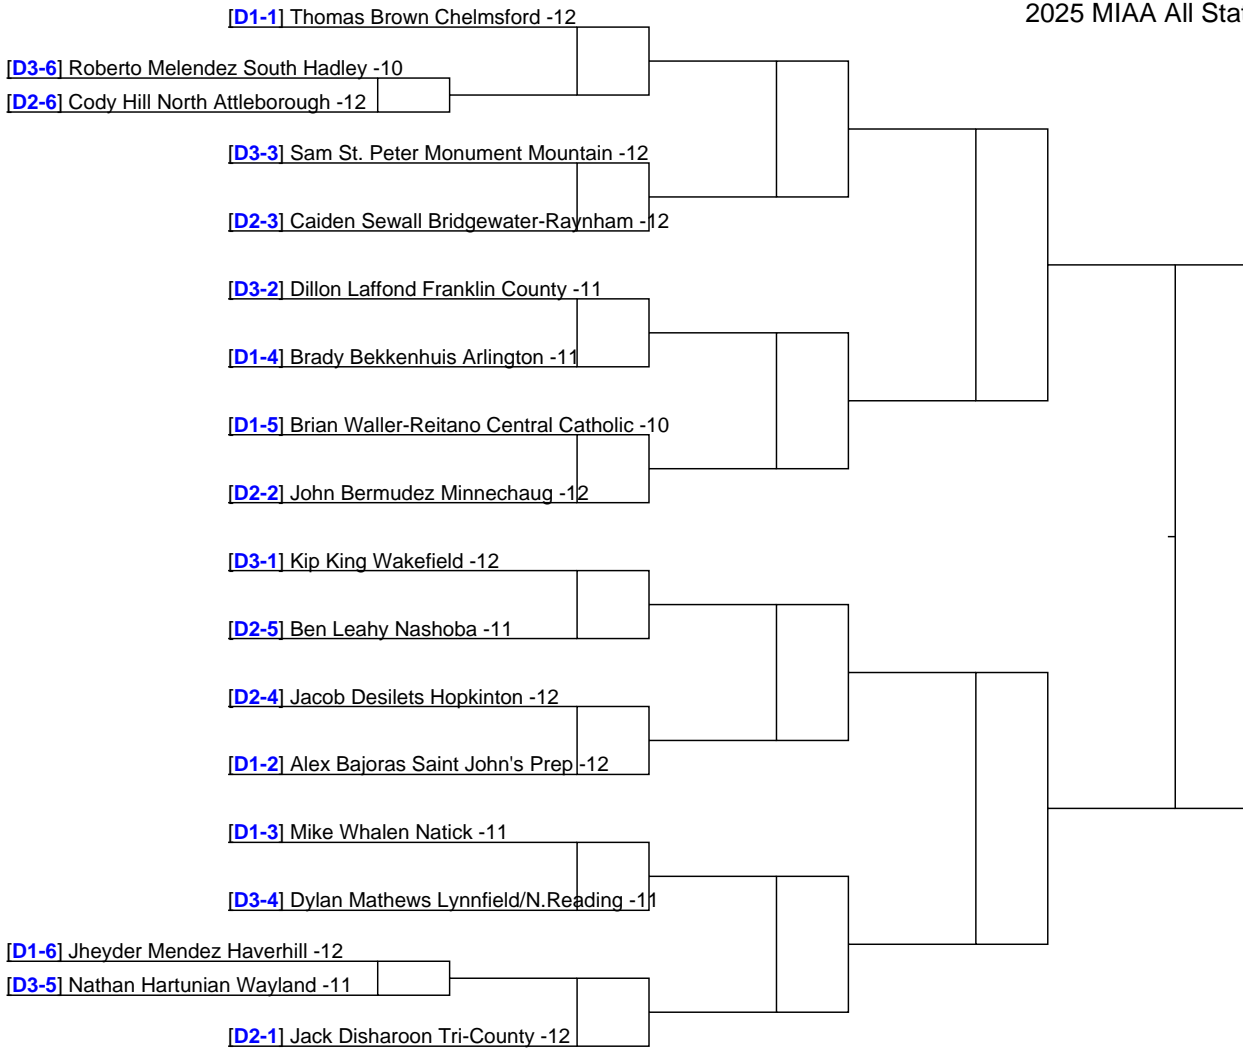 2025 MIAA All Stat
[D1-1] Thomas Brown Chelmsford -12
[D3-6] Roberto Melendez South Hadley -10
[D2-6] Cody Hill North Attleborough -12
[D3-3] Sam St. Peter Monument Mountain -12
[D2-3] Caiden Sewall Bridgewater-Raynham -12
[D3-2] Dillon Laffond Franklin County -11
[D1-4] Brady Bekkenhuis Arlington -11
[D1-5] Brian Waller-Reitano Central Catholic -10
[D2-2] John Bermudez Minnechaug -12
[D3-1] Kip King Wakefield -12
[D2-5] Ben Leahy Nashoba -11
[D2-4] Jacob Desilets Hopkinton -12
[D1-2] Alex Bajoras Saint John's Prep -12
[D1-3] Mike Whalen Natick -11
[D3-4] Dylan Mathews Lynnfield/N.Reading -11
[D1-6] Jheyder Mendez Haverhill -12
[D3-5] Nathan Hartunian Wayland -11
[D2-1] Jack Disharoon Tri-County -12